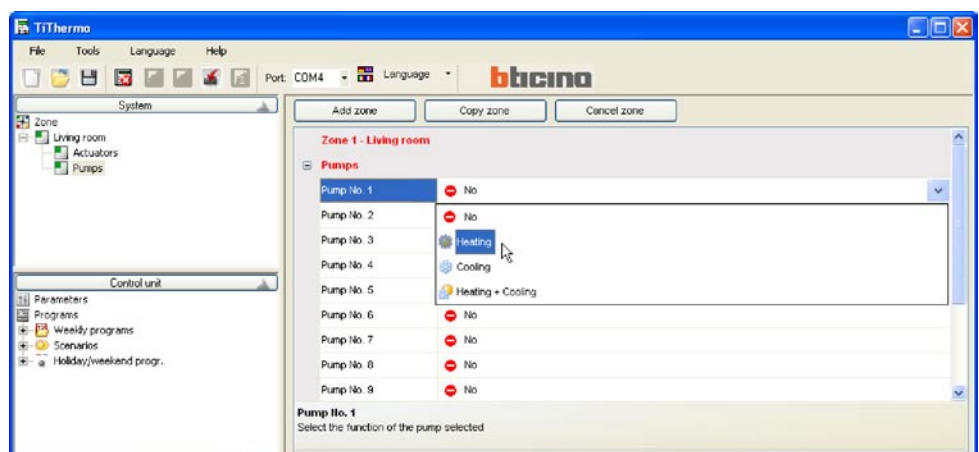 TiThermo
File Tools Language Help
Port: COM4 Language bticino
System
Zone
Living room
Actuators
Pumps
Control unit
Parameters
Programs
Weekly programs
Scenarios
Holiday/weekend progr.
Add zone Copy zone Cancel zone
Zone 1 - Living room
Pumps
Pump No. 1 No
Pump No. 2 No
Pump No. 3 Heating
Pump No. 4 Cooling
Pump No. 5 Heating + Cooling
Pump No. 6 No
Pump No. 7 No
Pump No. 8 No
Pump No. 9 No
Pump No. 1
Select the function of the pump selected